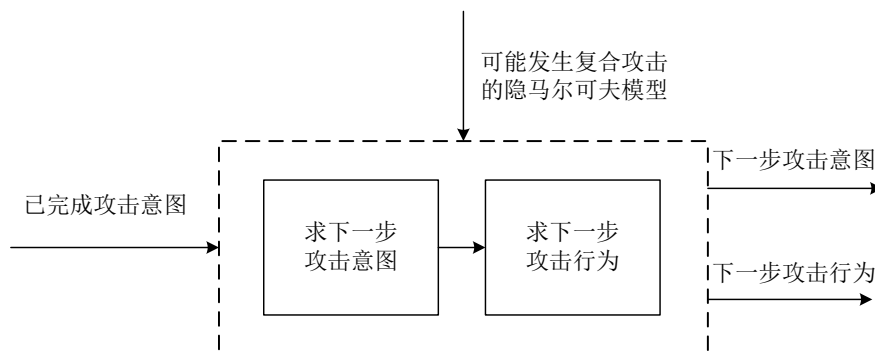 可能发生复合攻击
的隐马尔可夫模型
下一步攻击意图
已完成攻击意图
求下一步
攻击意图
求下一步
攻击行为
下一步攻击行为